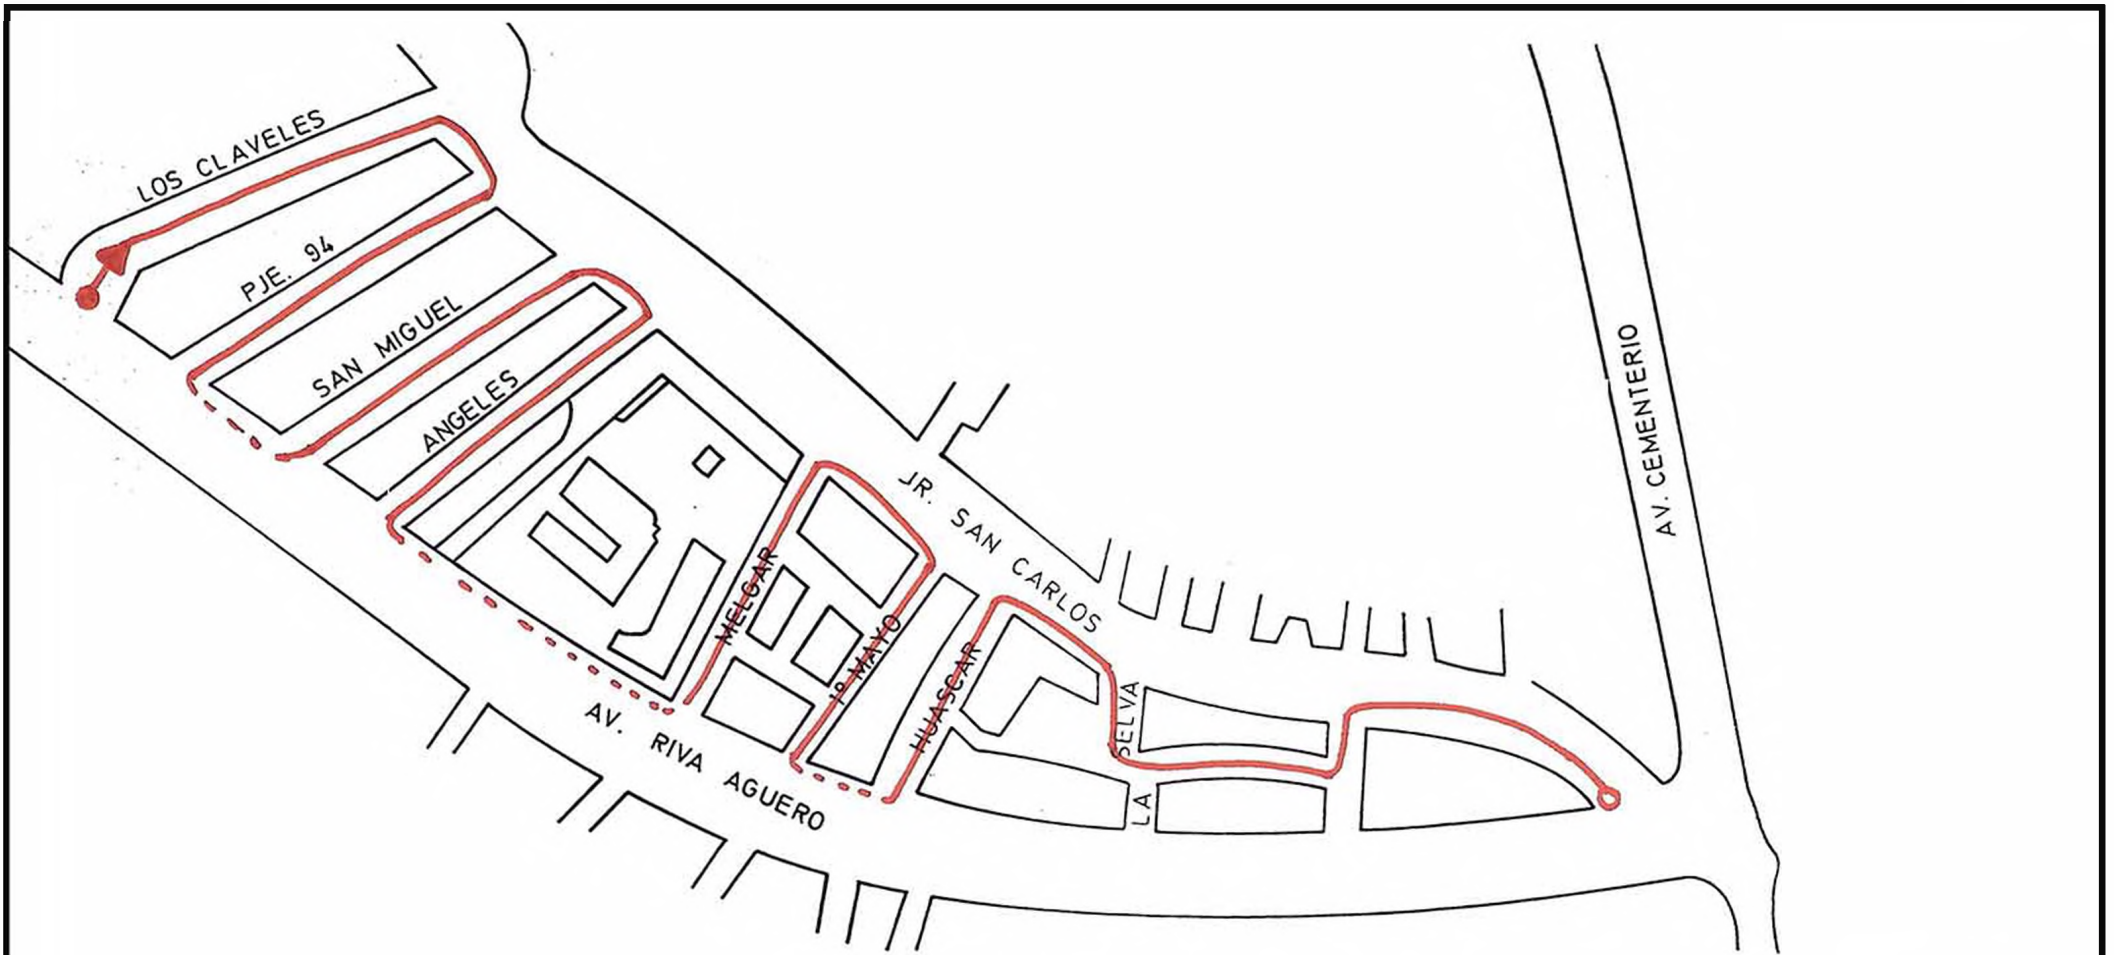 LOS CLAVELES
PJE. 94
SAN MIGUEL
ANGELES
AV. CEMENTERIO
JR. SAN CARLOS
MELGAR
1º MAYO
HUASCAR
LA SELVA
AV. RIVA AGUERO